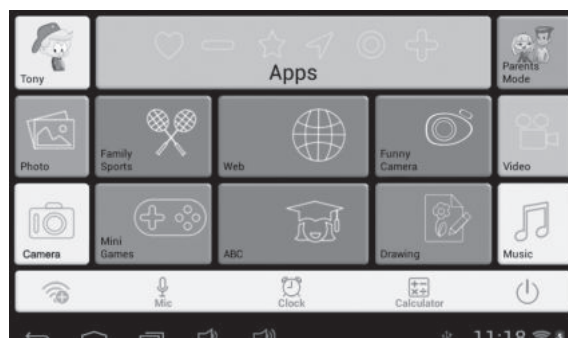 Apps
Tony
Parents
Mode
Photo
Family
Sports
Web
Funny
Camera
Video
Camera
Mini
Games
ABC
Drawing
Music
Mic
Clock
Calculator
11:18